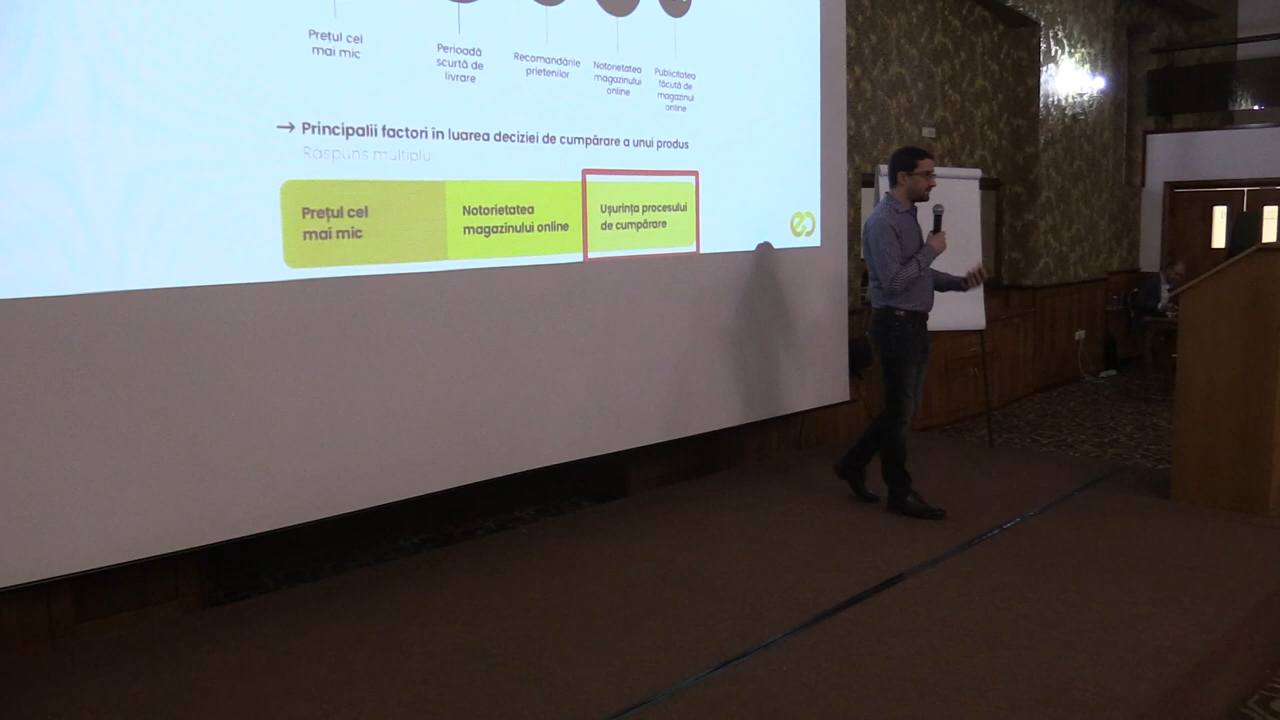 Prețul cel
mai mic
Perioadă
scurtă de
livrare
Recomandările
prietenilor
Notorietatea
magazinului
online
Publicitatea
făcută de
magazinul
online
→ Principalii factori în luarea deciziei de cumpărare a unui produs
Raspuns multiplu
Prețul cel
mai mic
Notorietatea
magazinului online
Ușurința procesului
de cumpărare